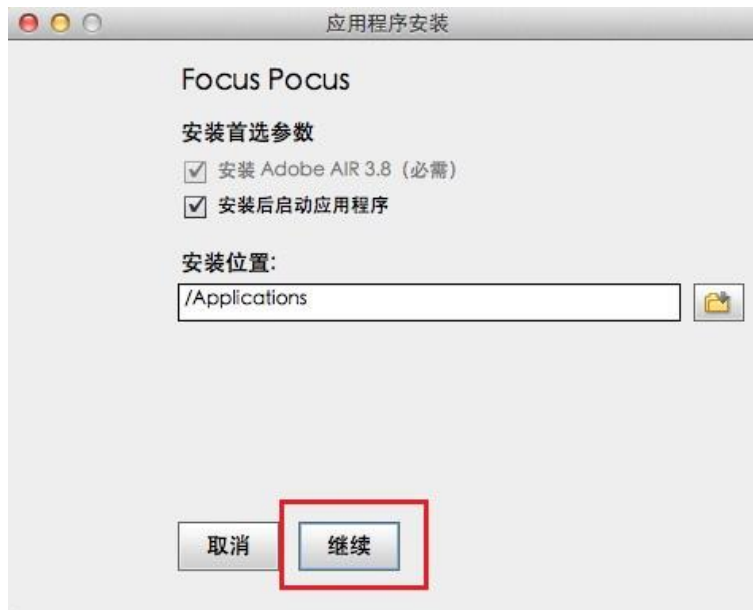 应用程序安装
Focus Pocus
安装首选参数
安装 Adobe AIR 3.8 (必需)
安装后启动应用程序
安装位置:
/Applications
取消 继续